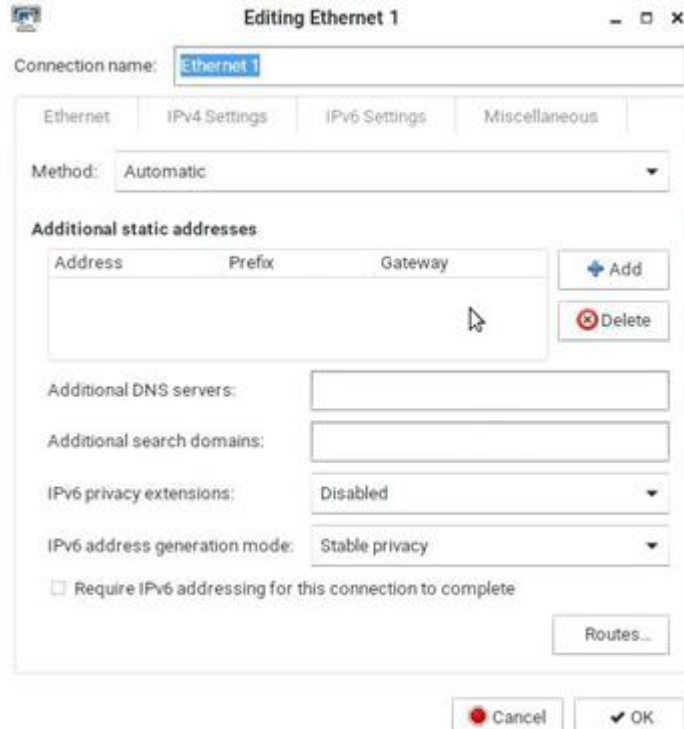 Editing Ethernet 1
Connection name: Ethernet 1
Ethernet IPv4 Settings IPv6 Settings Miscellaneous
Method: Automatic
Additional static addresses
Address Prefix Gateway
Add
Delete
Additional DNS servers:
Additional search domains:
IPv6 privacy extensions: Disabled
IPv6 address generation mode: Stable privacy
Require IPv6 addressing for this connection to complete
Routes...
Cancel OK